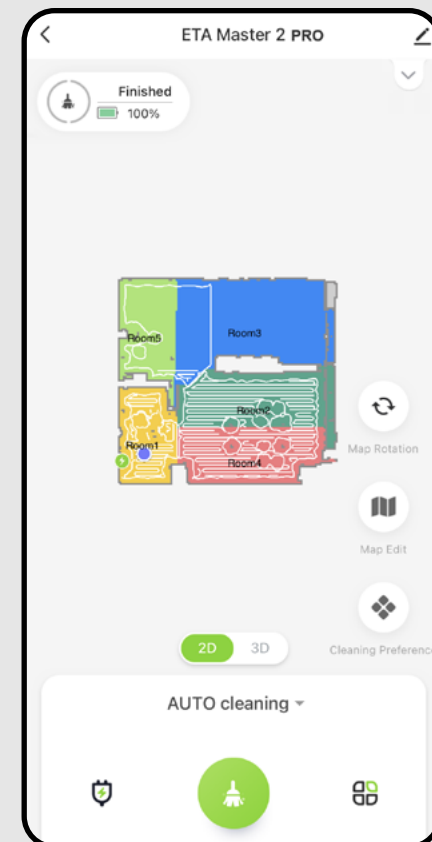 ETA Master 2 PRO
Finished
100%
Room5
Room3
Room2
Room1
Room4
Map Rotation
Map Edit
Cleaning Preference
2D 3D
AUTO cleaning